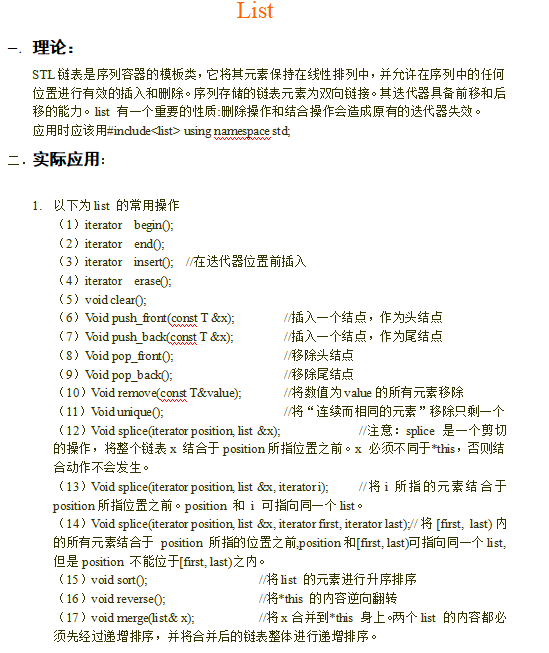 List
一. 理论：
STL 链表是序列容器的模板类，它将其元素保持在线性排列中，并允许在序列中的任何
位置进行有效的插入和删除。序列存储的链表元素为双向链接。其迭代器具备前移和后
移的能力。list 有一个重要的性质:删除操作和结合操作会造成原有的迭代器失效。
应用时应该用#include<list> using namespace std;
二. 实际应用：
1. 以下为 list 的常用操作
（1）iterator begin();
（2）iterator end();
（3）iterator insert(); //在迭代器位置前插入
（4）iterator erase();
（5）void clear();
（6）Void push_front(const T &x); //插入一个结点，作为头结点
（7）Void push_back(const T &x); //插入一个结点，作为尾结点
（8）Void pop_front(); //移除头结点
（9）Void pop_back(); //移除尾结点
（10）Void remove(const T&value); //将数值为 value 的所有元素移除
（11）Void unique(); //将“连续而相同的元素”移除只剩一个
（12）Void splice(iterator position, list &x); //注意：splice 是一个剪切
的操作，将整个链表 x 结合于 position 所指位置之前。x 必须不同于*this，否则结
合动作不会发生。
（13）Void splice(iterator position, list &x, iterator i); //将 i 所指的元素结合于
position 所指位置之前。position 和 i 可指向同一个 list。
（14）Void splice(iterator position, list &x, iterator first, iterator last);// 将 [first, last) 内
的所有元素结合于 position 所指的位置之前,position 和[first, last)可指向同一个 list,
但是 position 不能位于[first, last)之内。
（15）void sort(); //将 list 的元素进行升序排序
（16）void reverse(); //将*this 的内容逆向翻转
（17）void merge(list& x); //将 x 合并到*this 身上。两个 list 的内容都必
须先经过递增排序，并将合并后的链表整体进行递增排序。